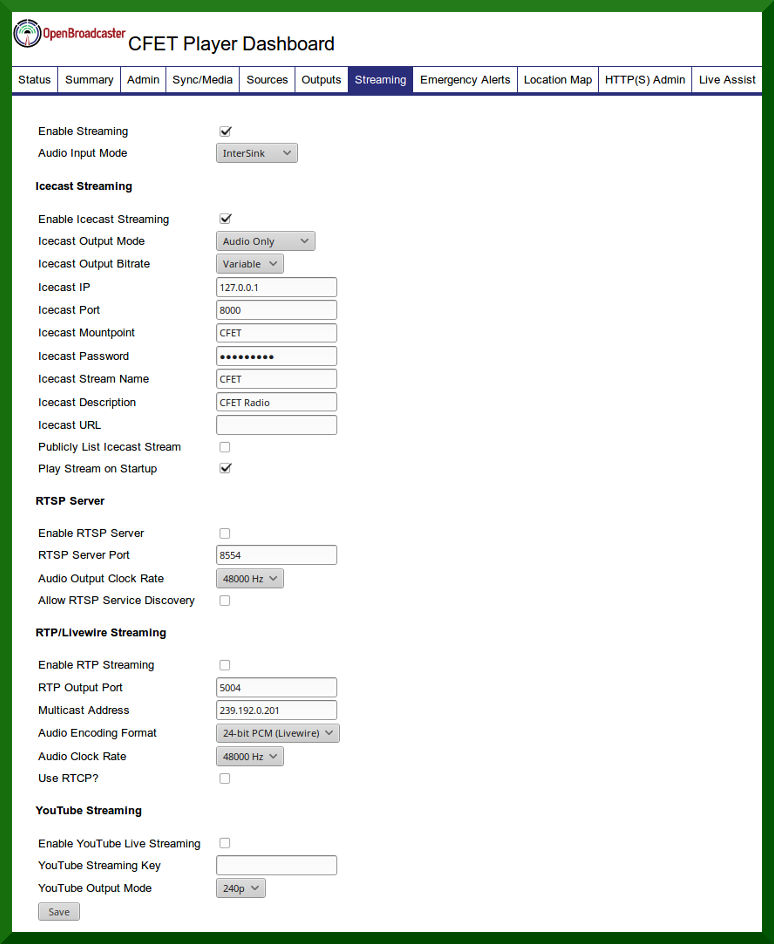 OpenBroadcaster CFET Player Dashboard
Status Summary Admin Sync/Media Sources Outputs Streaming Emergency Alerts Location Map HTTP(S) Admin Live Assist
Enable Streaming
Audio Input Mode InterSink
Icecast Streaming
Enable Icecast Streaming
Icecast Output Mode Audio Only
Icecast Output Bitrate Variable
Icecast IP 127.0.0.1
Icecast Port 8000
Icecast Mountpoint CFET
Icecast Password •••••••••
Icecast Stream Name CFET
Icecast Description CFET Radio
Icecast URL
Publicly List Icecast Stream
Play Stream on Startup
RTSP Server
Enable RTSP Server
RTSP Server Port 8554
Audio Output Clock Rate 48000 Hz
Allow RTSP Service Discovery
RTP/Livewire Streaming
Enable RTP Streaming
RTP Output Port 5004
Multicast Address 239.192.0.201
Audio Encoding Format 24-bit PCM (Livewire)
Audio Clock Rate 48000 Hz
Use RTCP?
YouTube Streaming
Enable YouTube Live Streaming
YouTube Streaming Key
YouTube Output Mode 240p
Save